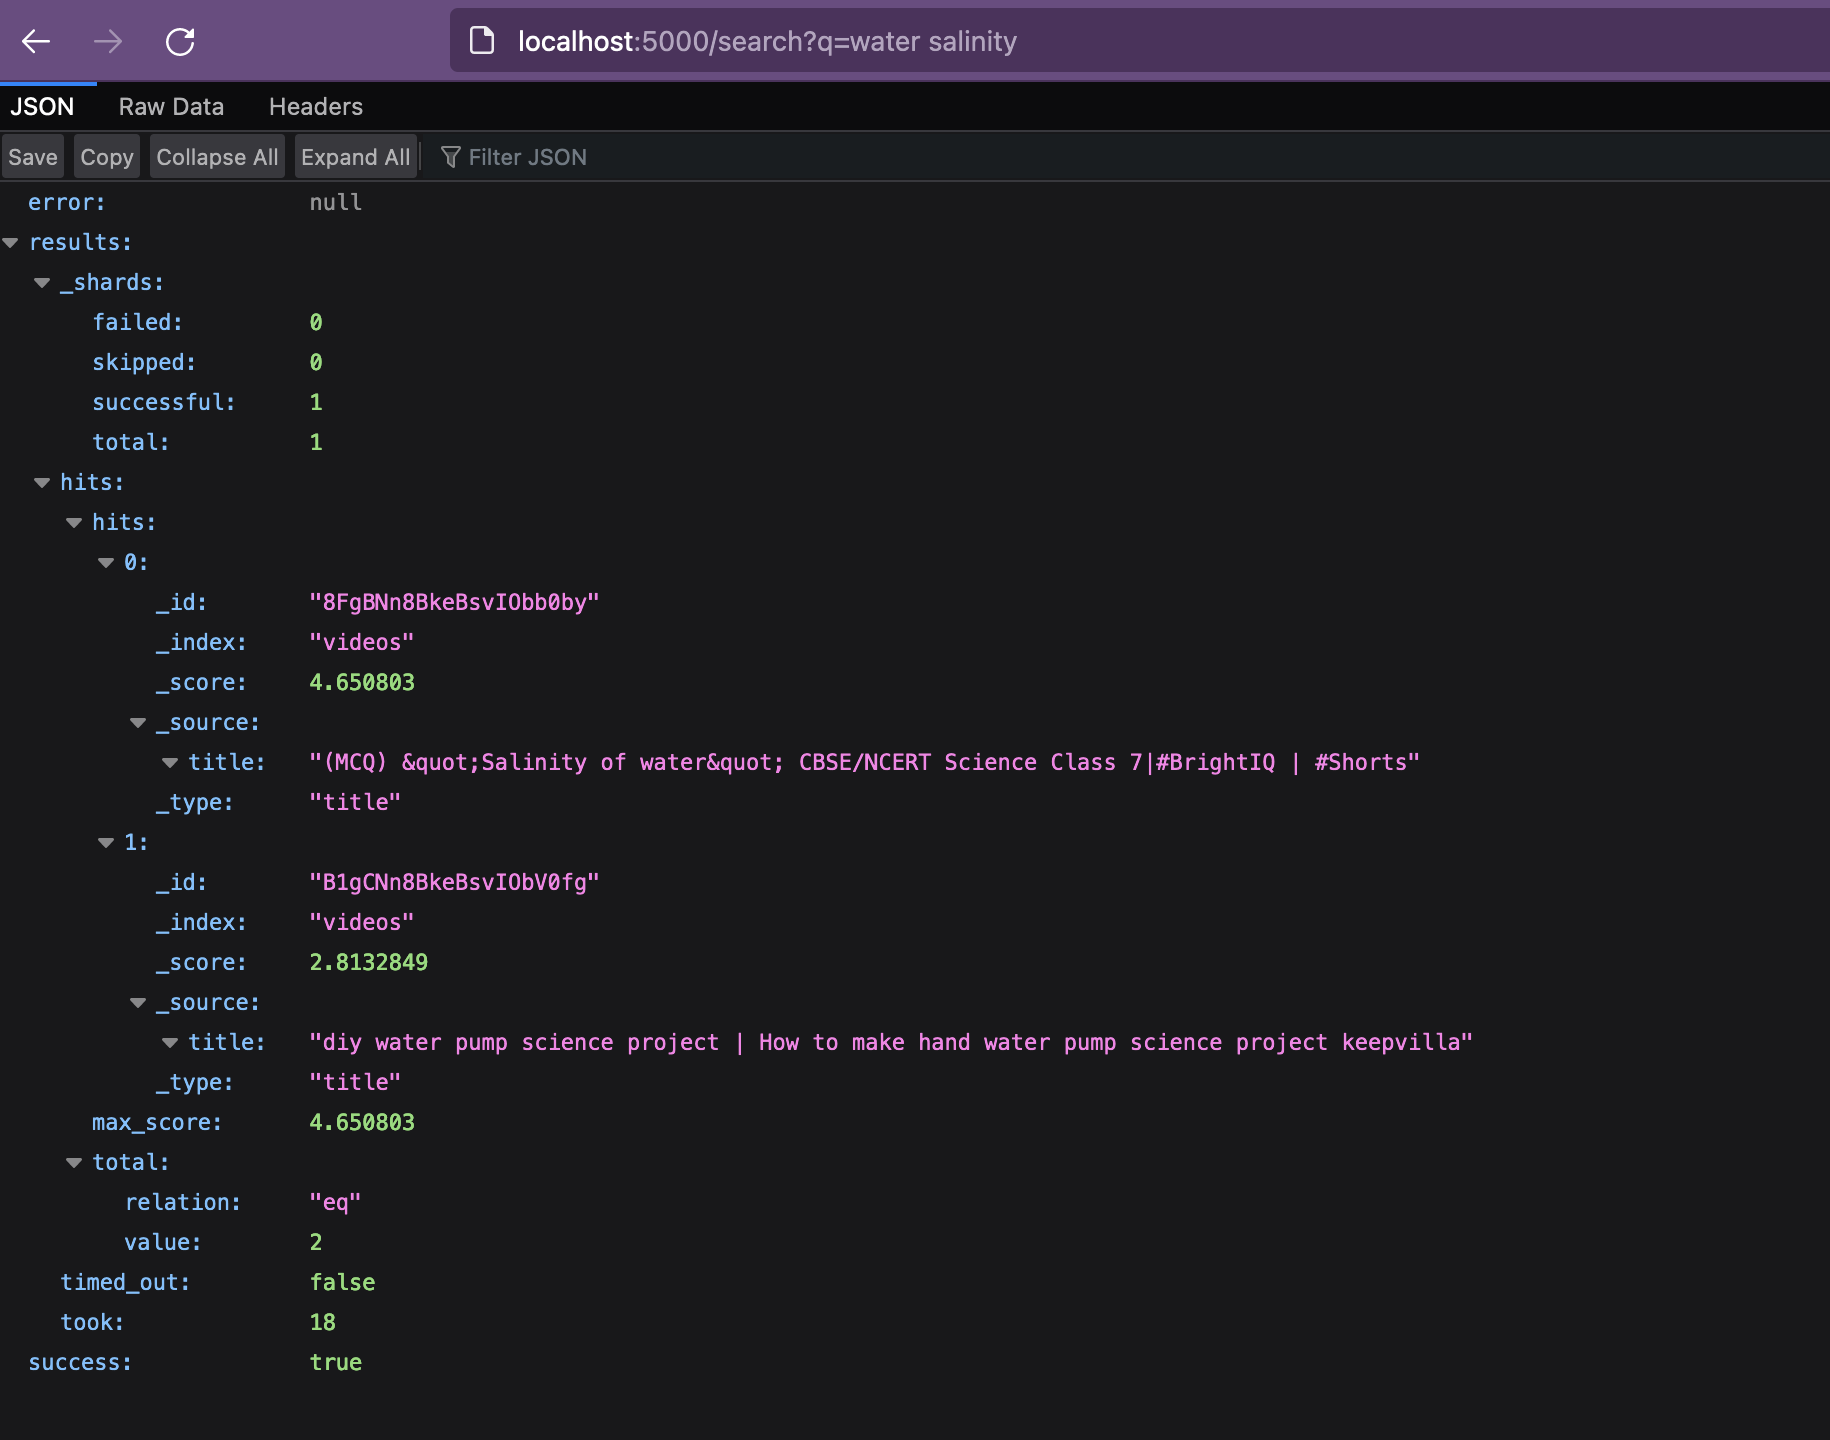 localhost:5000/search?q=water salinity
JSON Raw Data Headers
Save Copy Collapse All Expand All Filter JSON
error: null
results:
_shards:
failed: 0
skipped: 0
successful: 1
total: 1
hits:
hits:
0:
_id: "8FgBNn8BkeBsvIObb0by"
_index: "videos"
_score: 4.650803
_source:
title: "(MCQ) &quot;Salinity of water&quot; CBSE/NCERT Science Class 7|#BrightIQ | #Shorts"
_type: "title"
1:
_id: "B1gCNn8BkeBsvIObV0fg"
_index: "videos"
_score: 2.8132849
_source:
title: "diy water pump science project | How to make hand water pump science project keepvilla"
_type: "title"
max_score: 4.650803
total:
relation: "eq"
value: 2
timed_out: false
took: 18
success: true